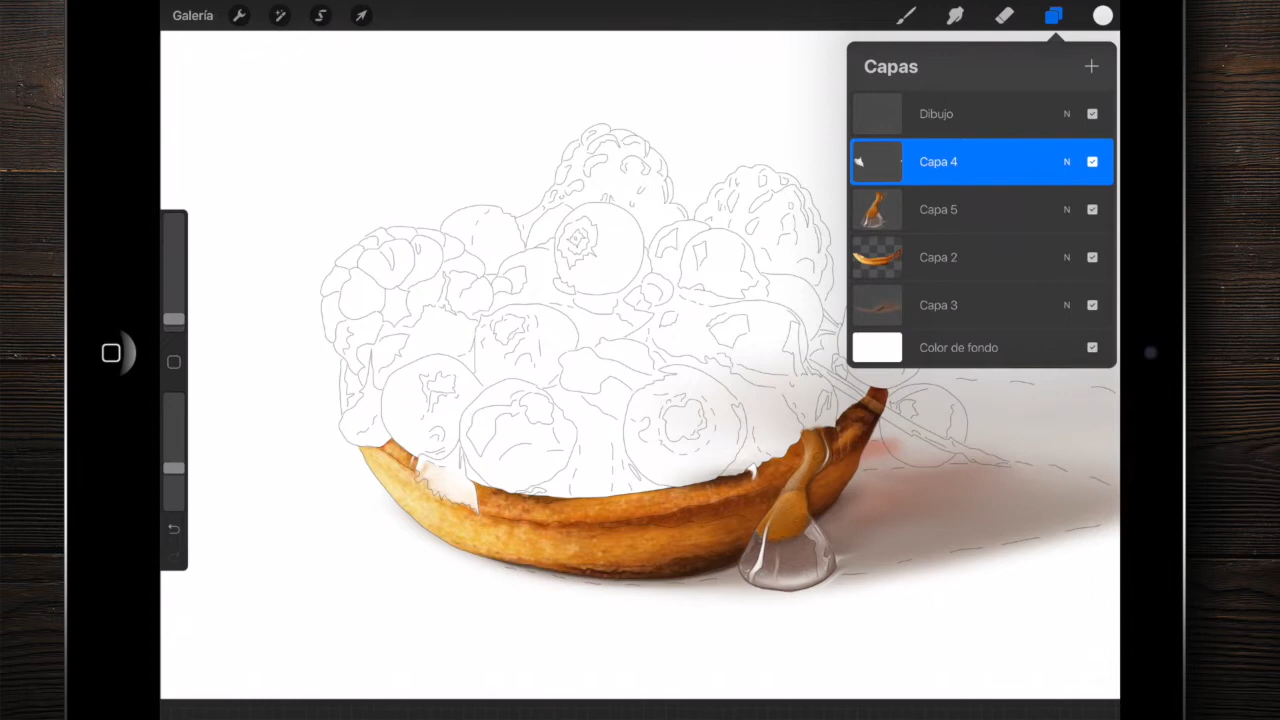 Galería
Capas
Dibujo N
Capa 4 N
Capa 5 N
Capa 2 N
Capa 3 N
Color de fondo